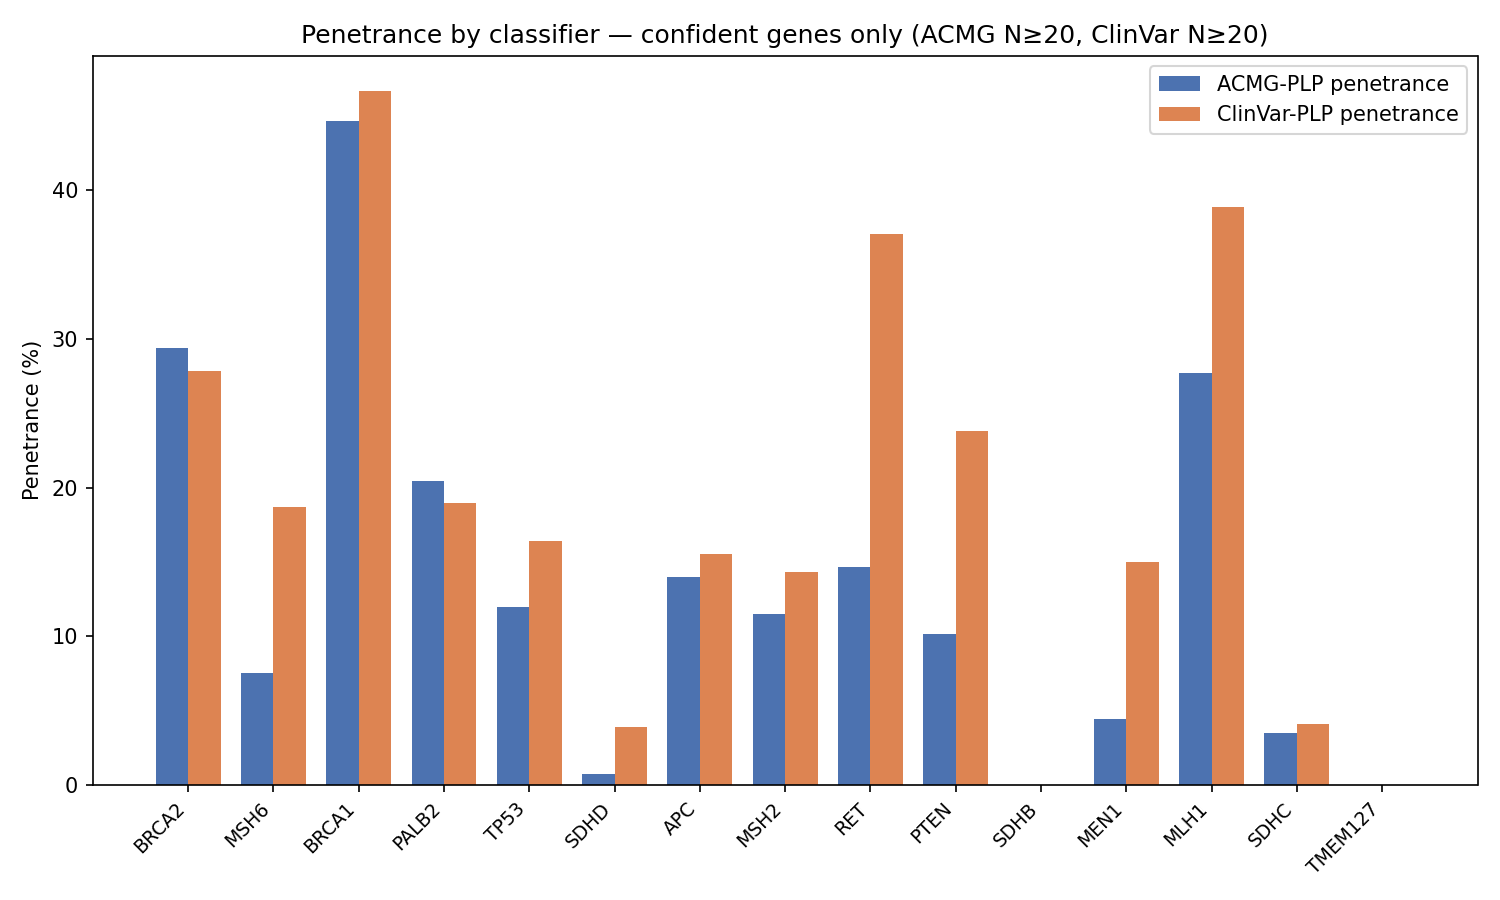 Penetrance by classifier — confident genes only (ACMG N≥20, ClinVar N≥20)
ACMG-PLP penetrance
ClinVar-PLP penetrance
Penetrance (%)
40
30
20
10
0
BRCA2
MSH6
BRCA1
PALB2
TP53
SDHD
APC
MSH2
RET
PTEN
SDHB
MEN1
MLH1
SDHC
TMEM127